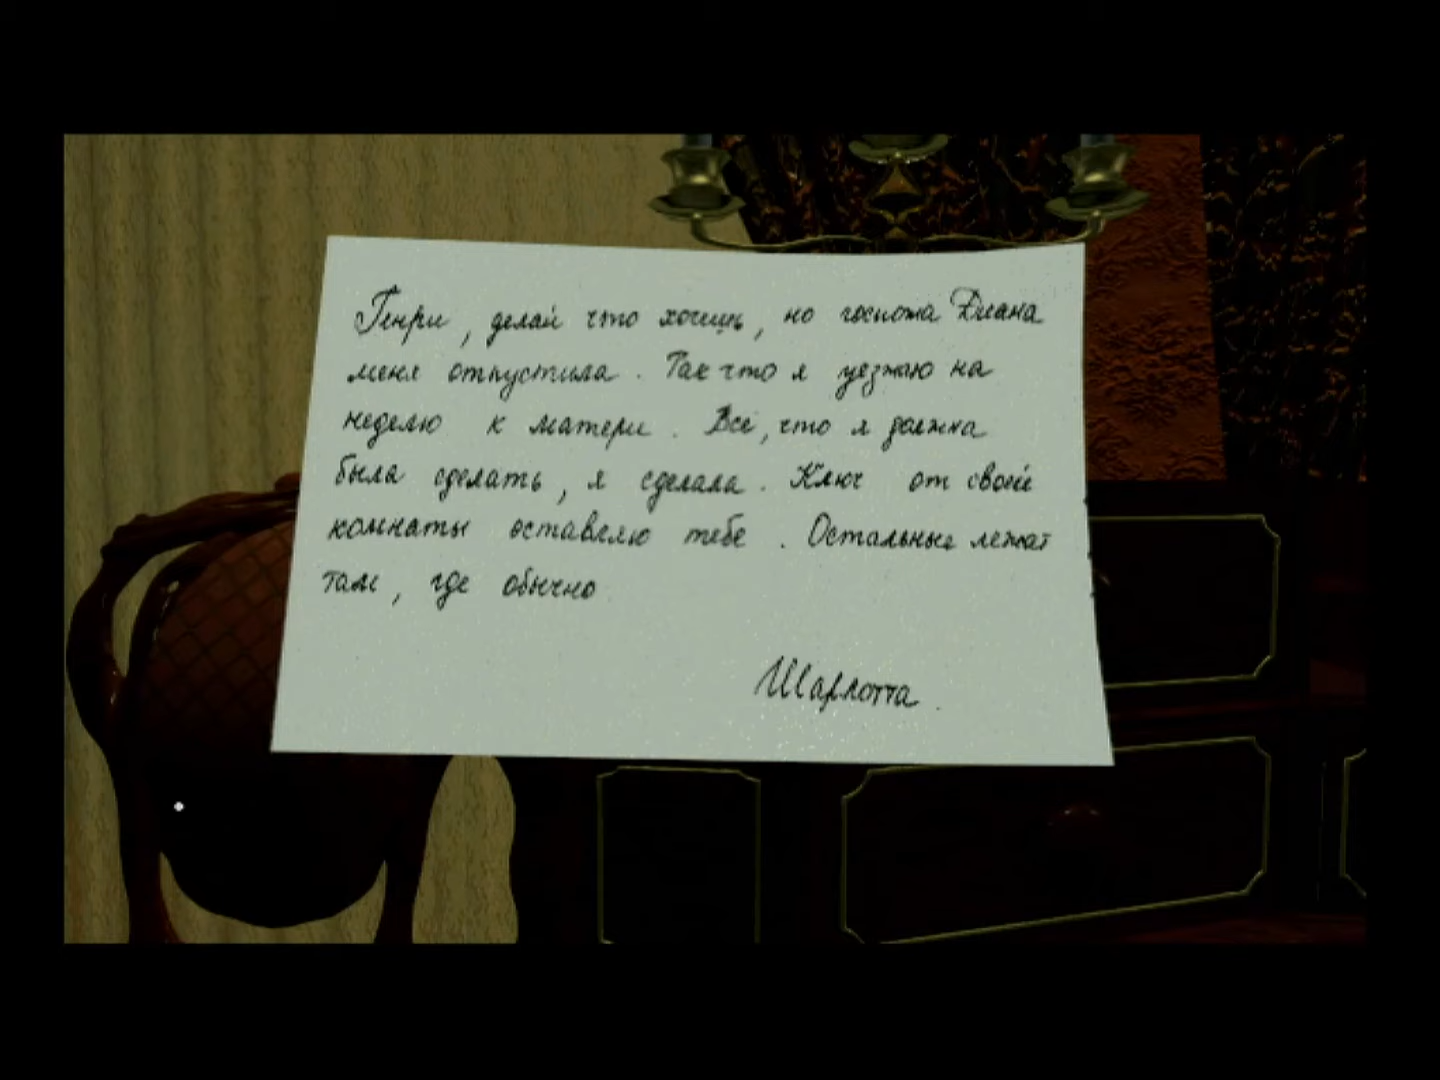 Генри, делай что хочешь, но госпожа Диана
меня отпустила. Так что я уезжаю на
неделю к матери. Все, что я должна
была сделать, я сделала. Ключ от своей
комнаты оставляю тебе. Остальные лежат
там, где обычно
Шарлотта.